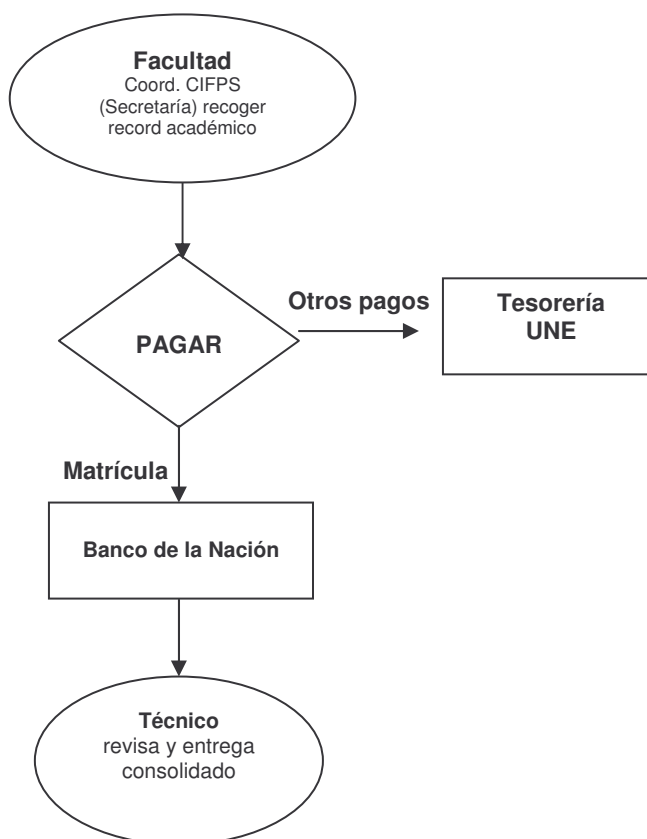 Facultad
Coord. CIFPS
(Secretaría) recoger
record académico
PAGAR
Otros pagos
Tesorería
UNE
Matrícula
Banco de la Nación
Técnico
revisa y entrega
consolidado